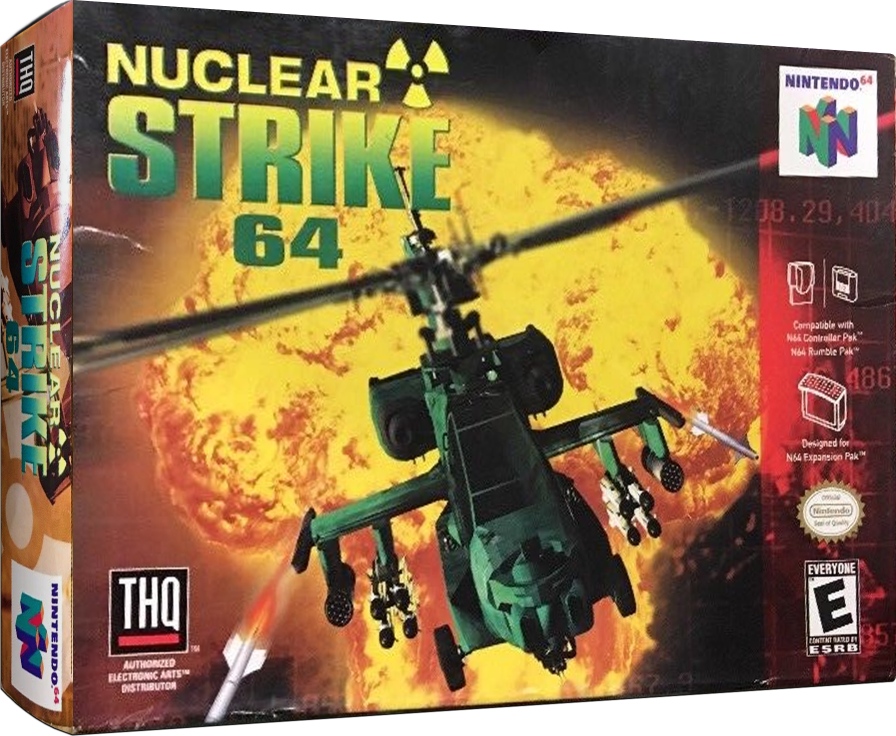 NUCLEAR
STRIKE
64
NINTENDO64
1208.29,404
Compatible with
N64 Controller Pak™
N64 Rumble Pak™
486
Designed for
N64 Expansion Pak™
OFFICIAL
Nintendo
Seal of Quality
EVERYONE
E
CONTENT RATED BY
ESRB
85
THQ
™
AUTHORIZED
ELECTRONIC ARTS™
DISTRIBUTOR
THQ
NUCLEAR
STRIKE
64
NINTENDO64